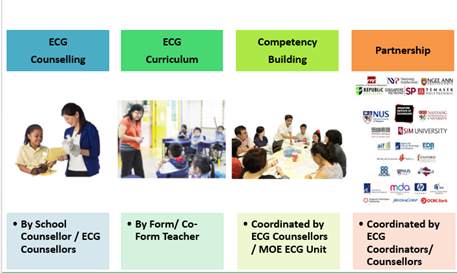 ECG
Counselling
ECG
Curriculum
Competency
Building
Partnership
NGEE ANN
REPUBLIC
SP
TEMASEK
NUS
NANYANG
SIM UNIVERSITY
EDB
mda
OCBC Bank
• By School
Counsellor / ECG
Counsellors
• By Form/ Co-
Form Teacher
• Coordinated by
ECG Counsellors
/ MOE ECG Unit
• Coordinated by
ECG
Coordinators/
Counsellors